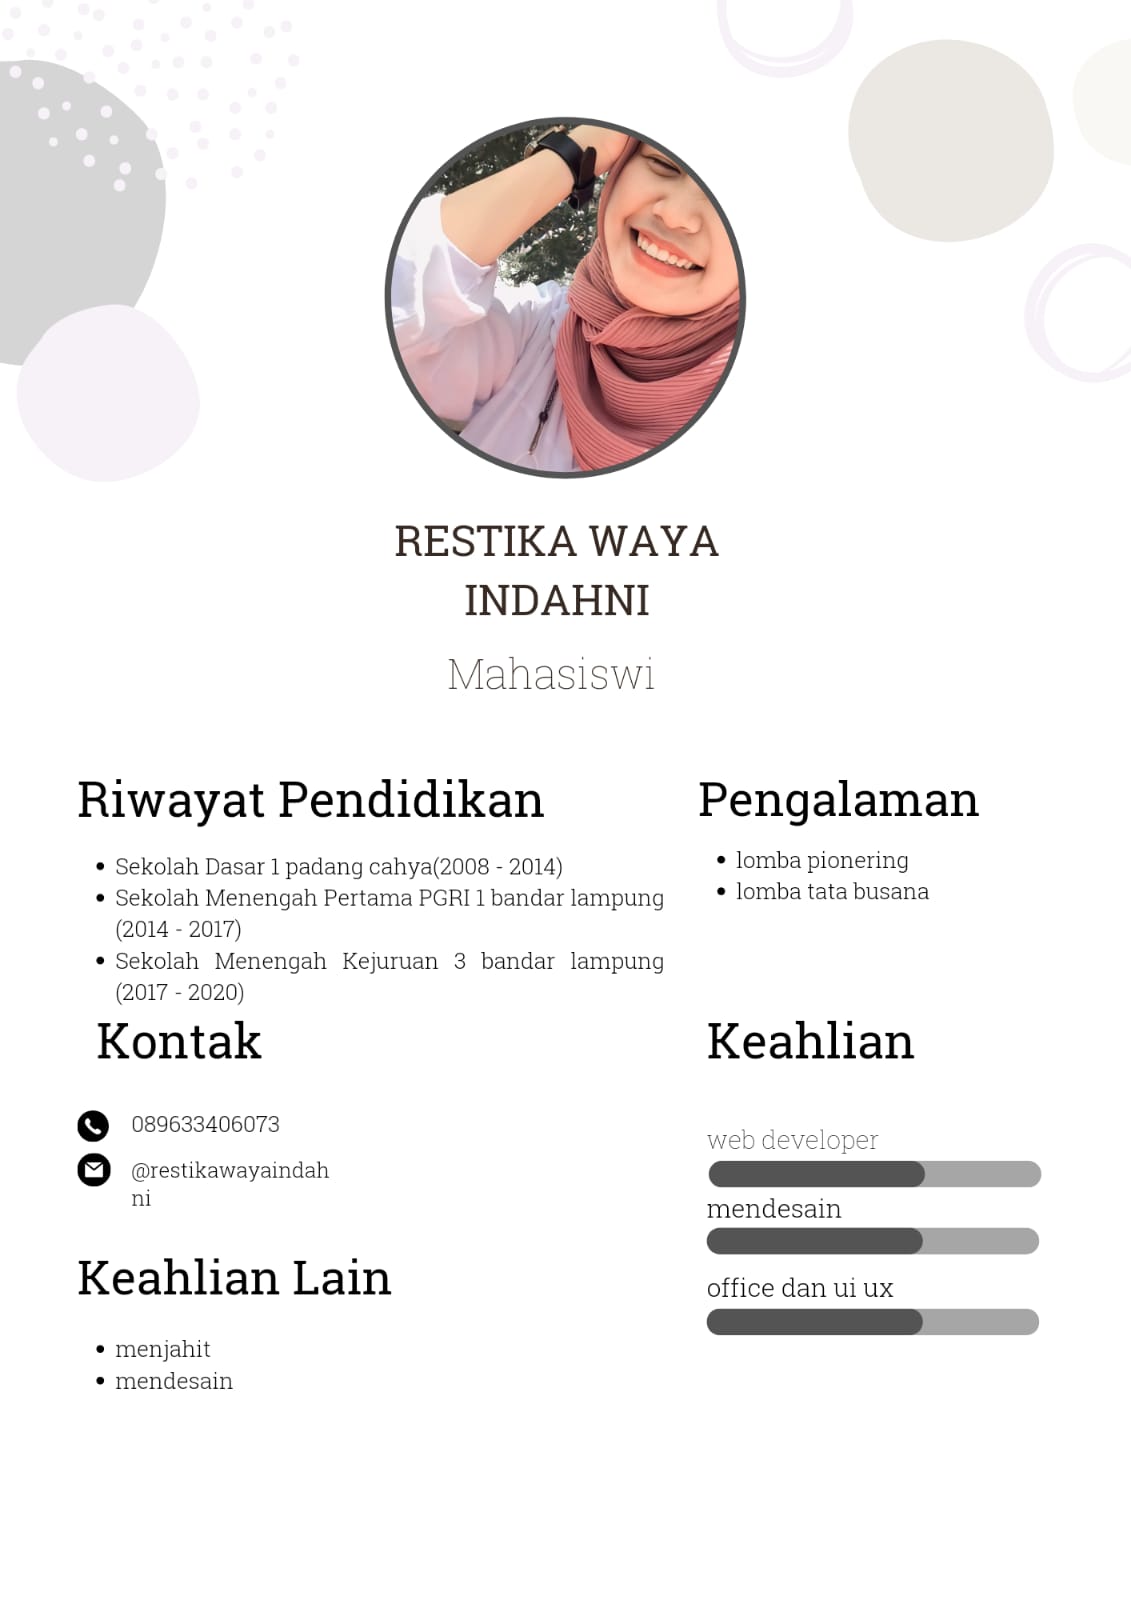 RESTIKA WAYA
INDAHNI
Mahasiswi
Riwayat Pendidikan
• Sekolah Dasar 1 padang cahya(2008 - 2014)
• Sekolah Menengah Pertama PGRI 1 bandar lampung
(2014 - 2017)
• Sekolah Menengah Kejuruan 3 bandar lampung
(2017 - 2020)
Pengalaman
• lomba pionering
• lomba tata busana
Kontak
089633406073
@restikawayaindah
ni
Keahlian
web developer
mendesain
office dan ui ux
Keahlian Lain
• menjahit
• mendesain